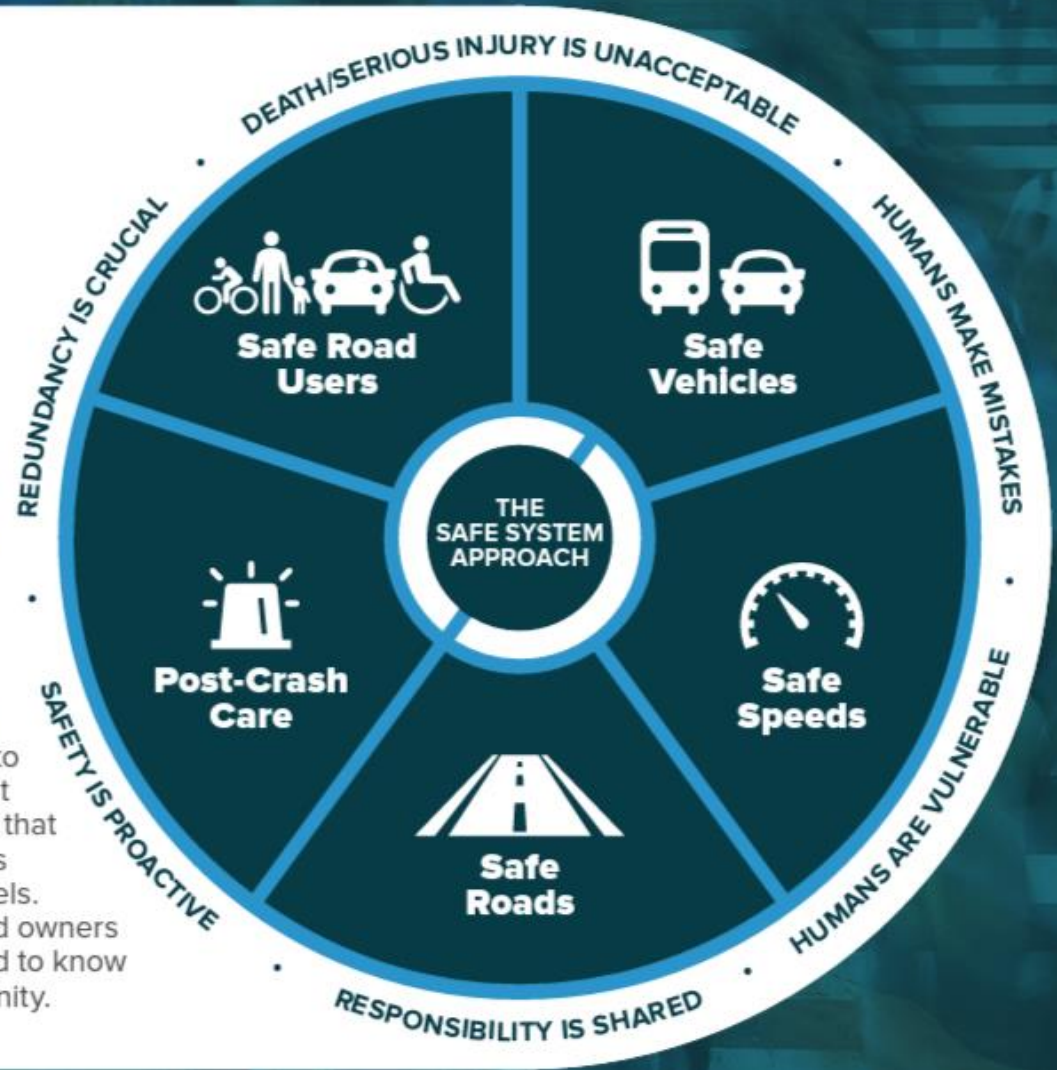 DEATH/SERIOUS INJURY IS UNACCEPTABLE
HUMANS MAKE MISTAKES
HUMANS ARE VULNERABLE
RESPONSIBILITY IS SHARED
SAFETY IS PROACTIVE
REDUNDANCY IS CRUCIAL
Safe Road
Users
Safe
Vehicles
THE
SAFE SYSTEM
APPROACH
Post-Crash
Care
Safe
Speeds
Safe
Roads
to
that
owners
to know